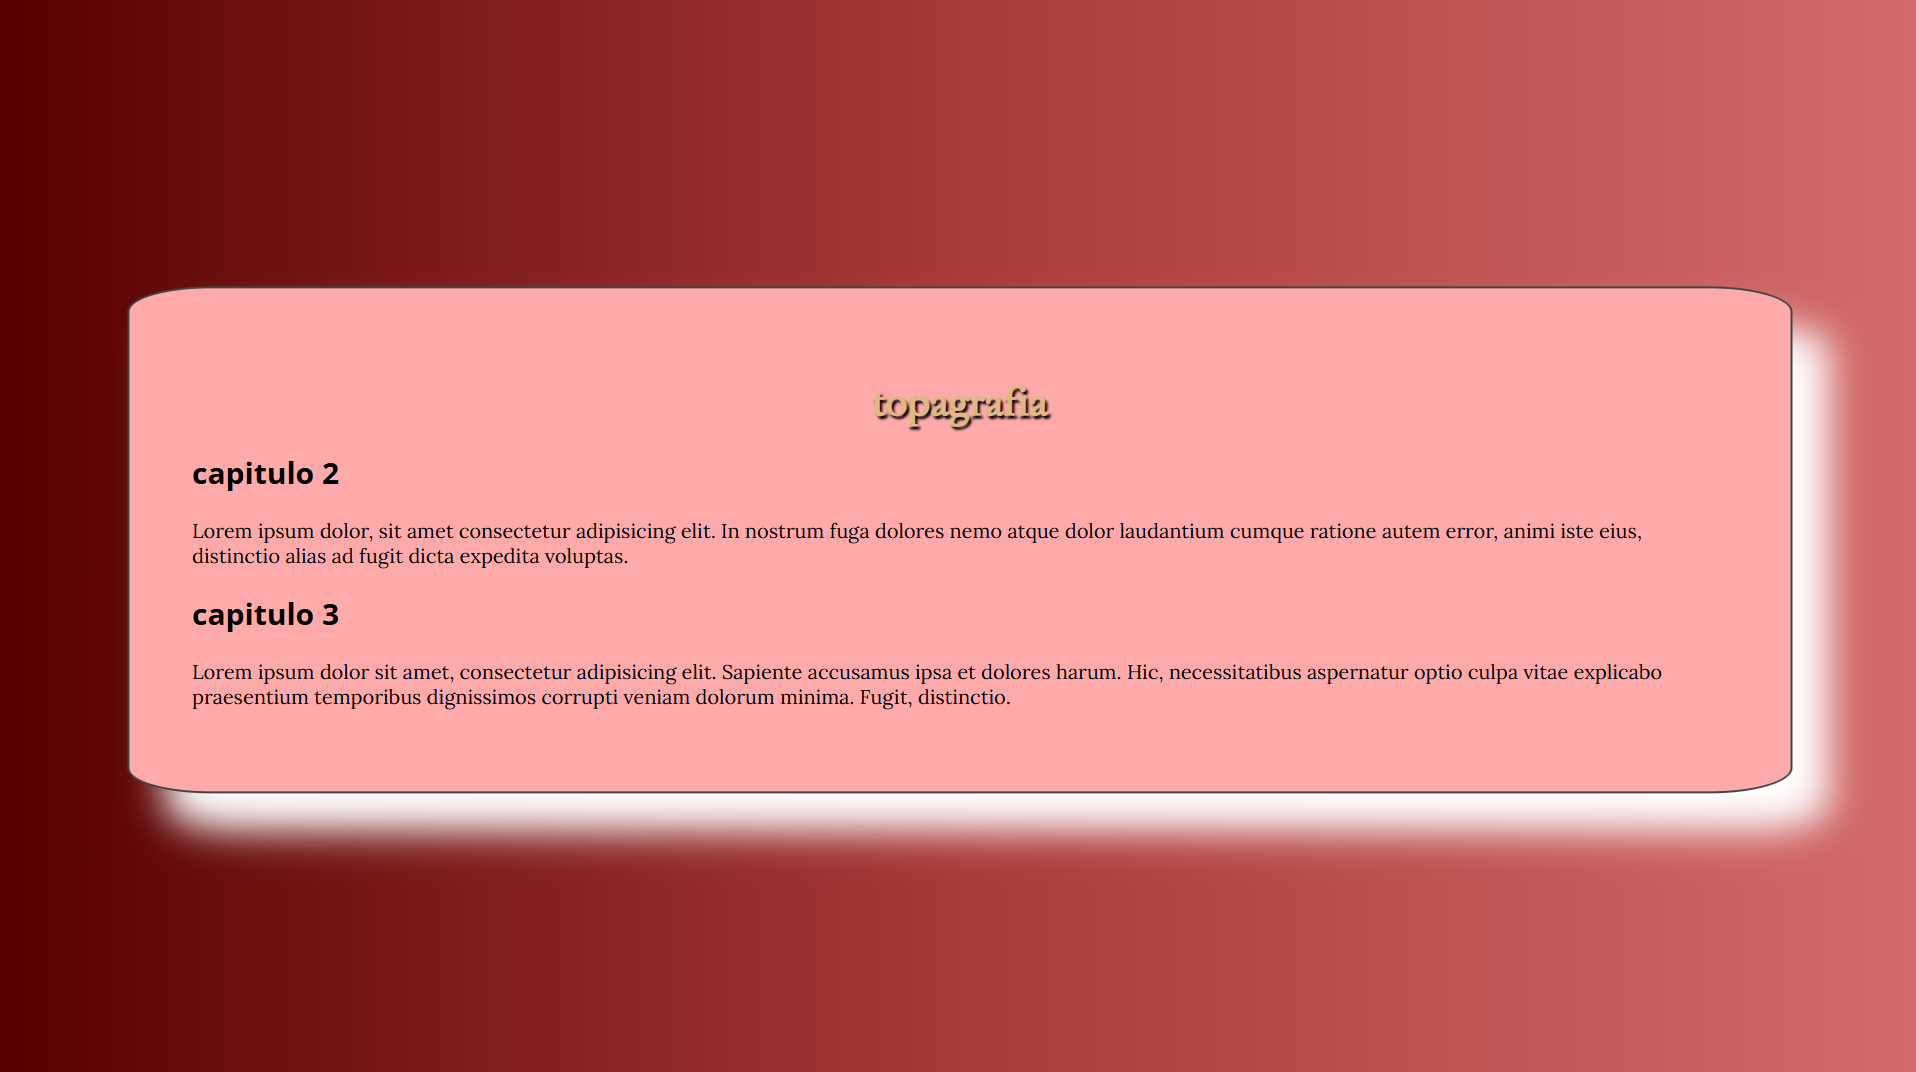 topagrafia
capitulo 2
Lorem ipsum dolor, sit amet consectetur adipisicing elit. In nostrum fuga dolores nemo atque dolor laudantium cumque ratione autem error, animi iste eius,
distinctio alias ad fugit dicta expedita voluptas.
capitulo 3
Lorem ipsum dolor sit amet, consectetur adipisicing elit. Sapiente accusamus ipsa et dolores harum. Hic, necessitatibus aspernatur optio culpa vitae explicabo
praesentium temporibus dignissimos corrupti veniam dolorum minima. Fugit, distinctio.